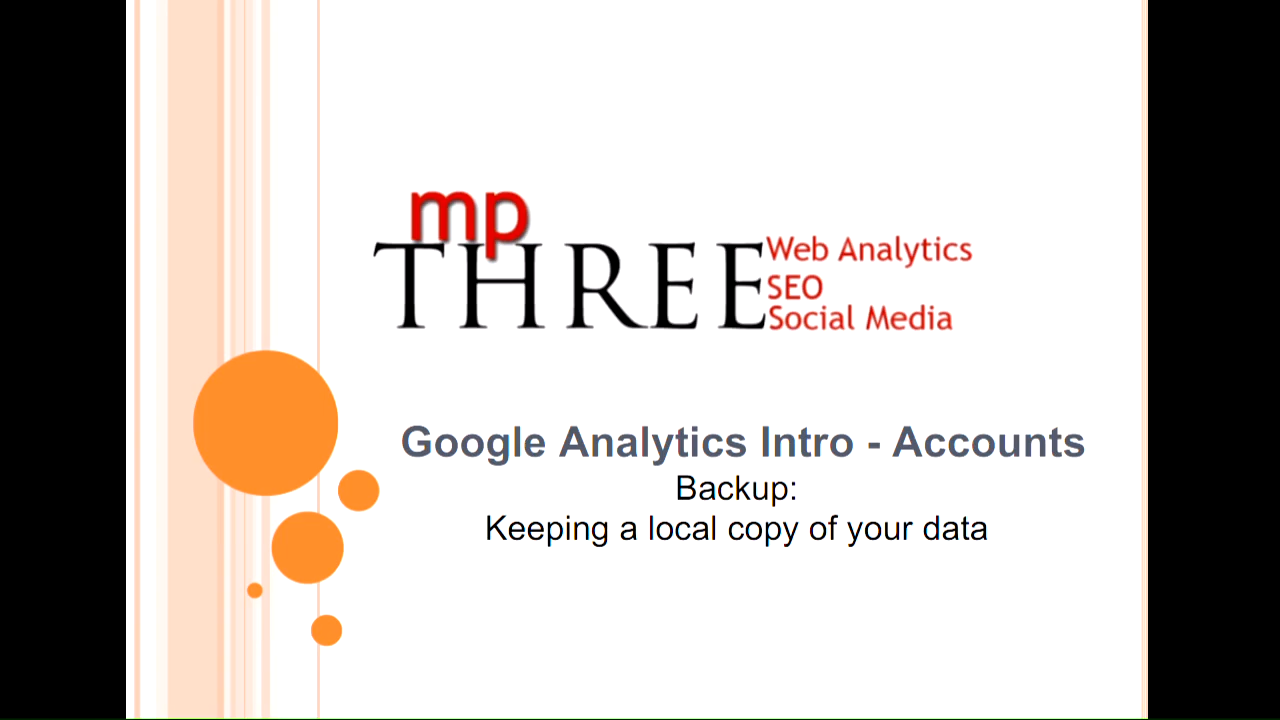 mp
THREE
Web Analytics
SEO
Social Media
Google Analytics Intro - Accounts
Backup:
Keeping a local copy of your data